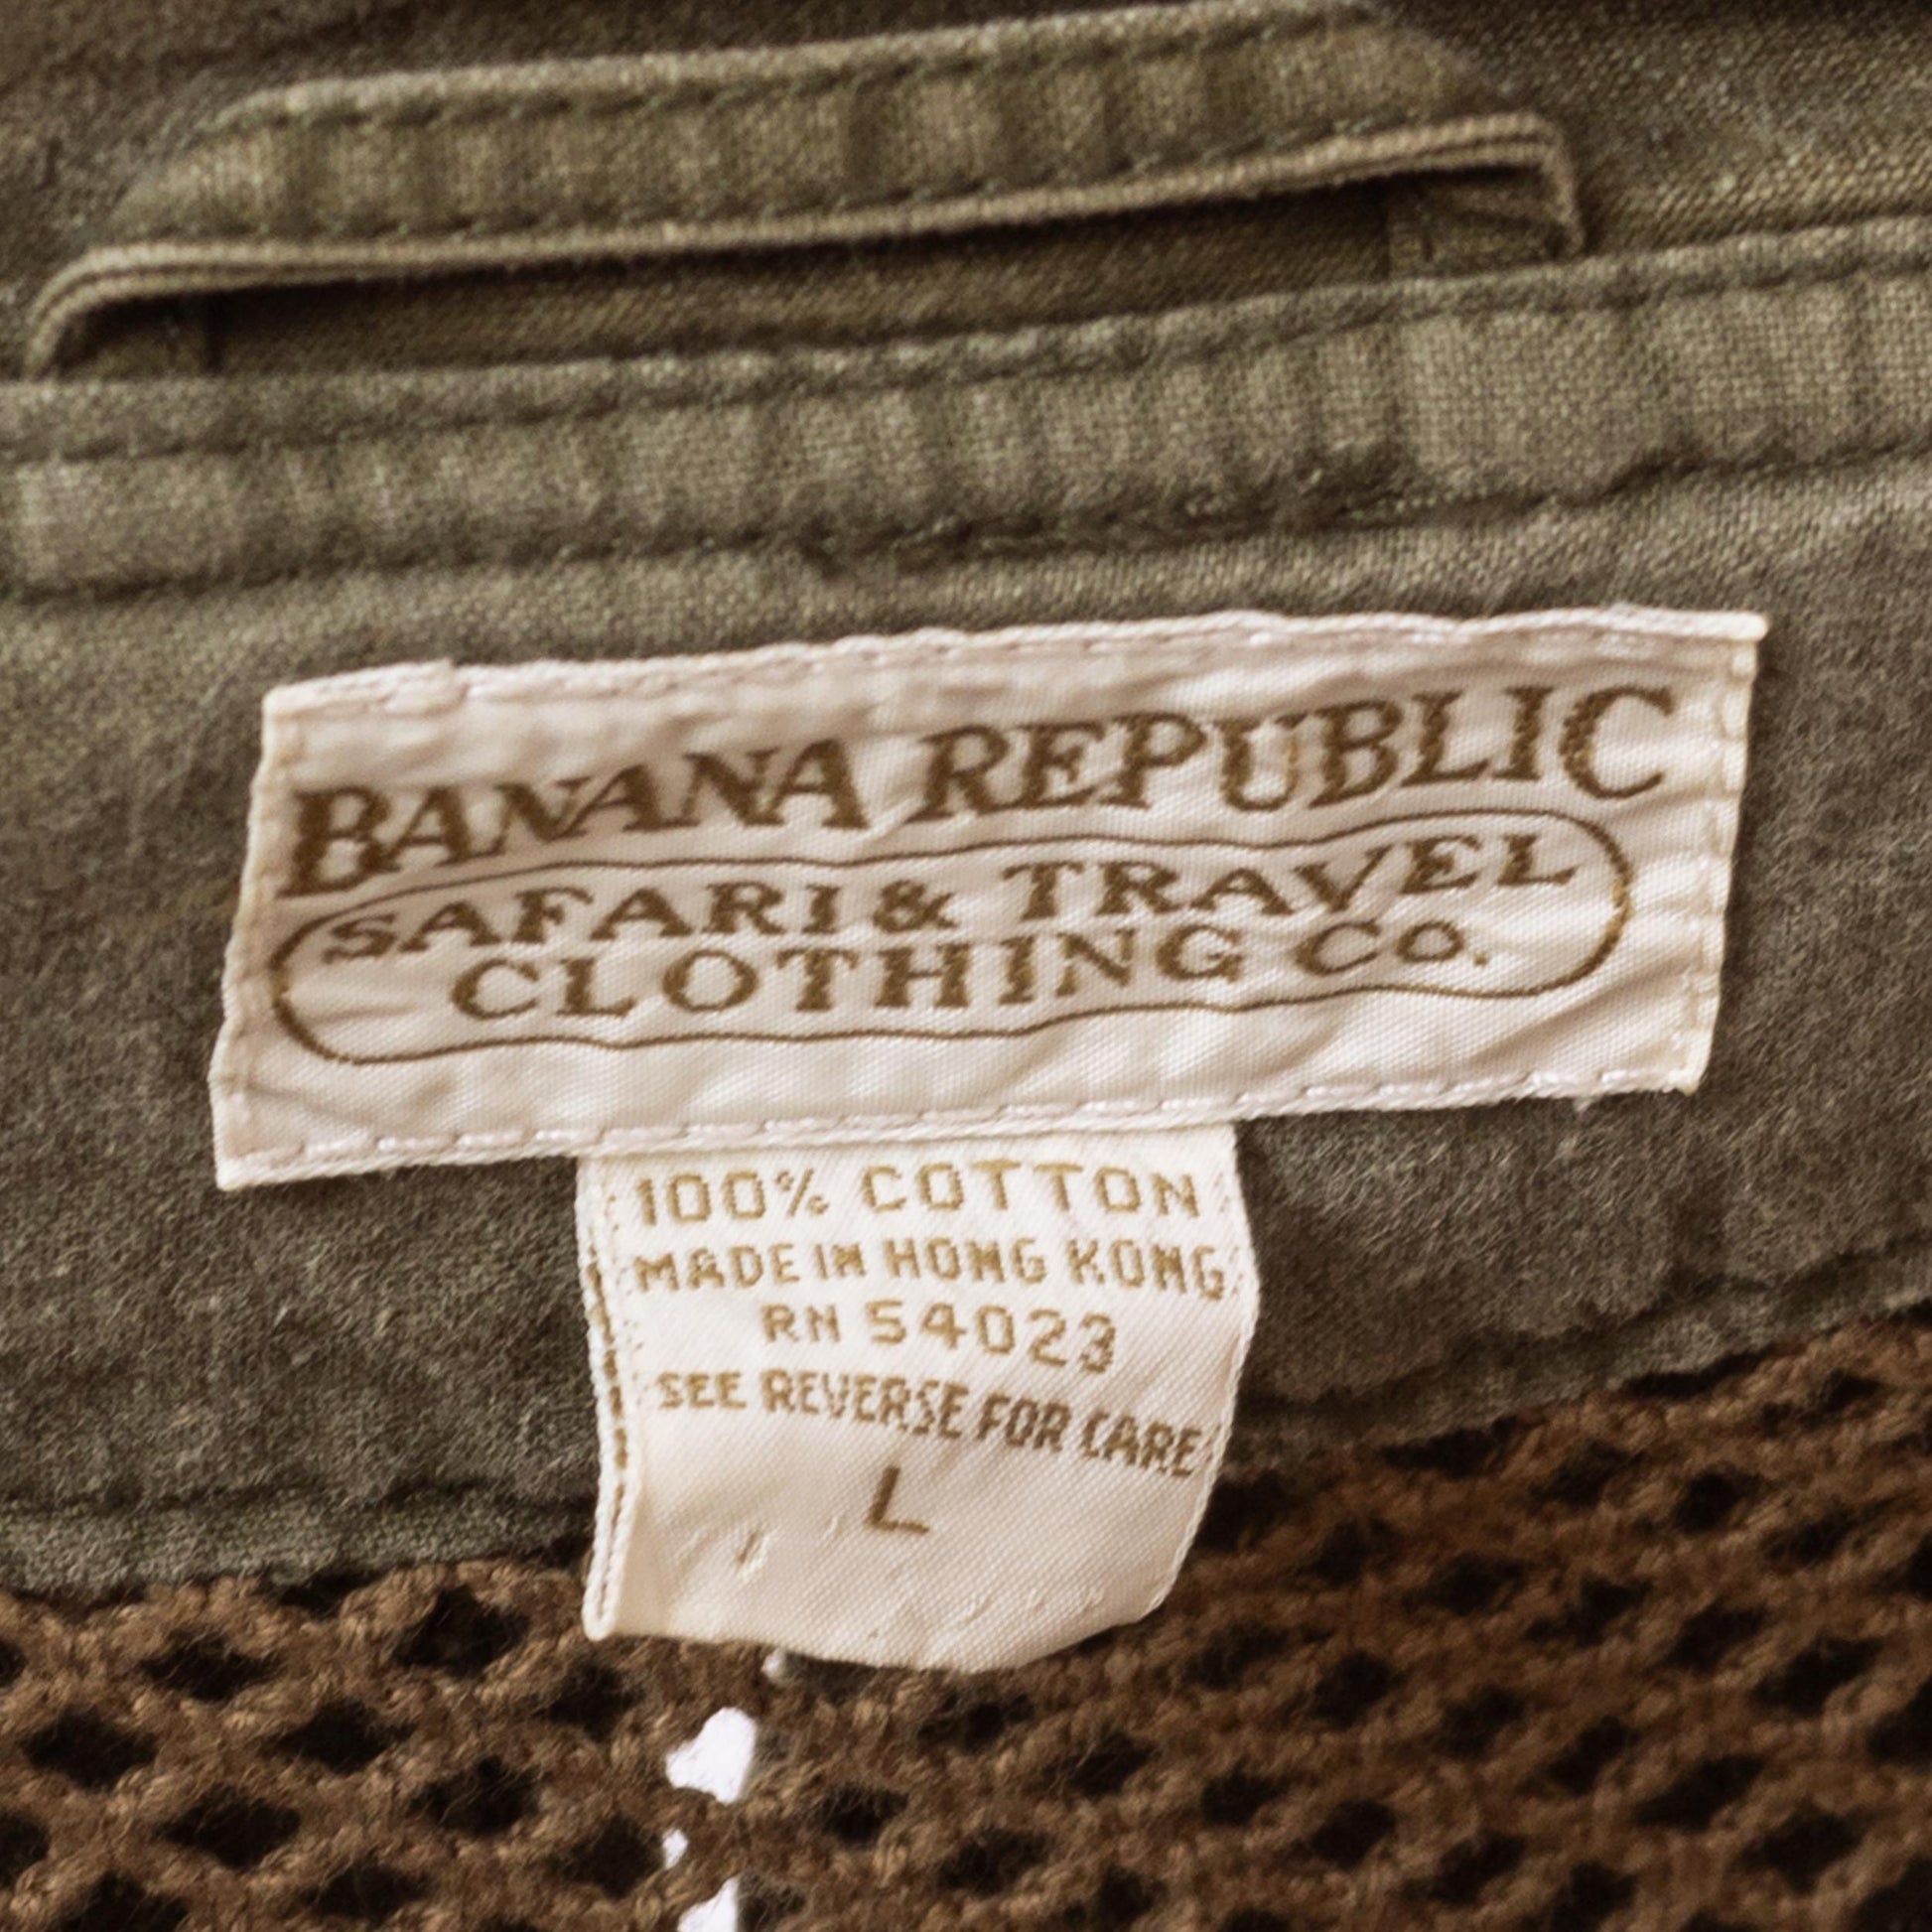 BANANA REPUBLIC
SAFARI & TRAVEL
CLOTHING CO.
100% COTTON
MADE IN HONG KONG
RN 54023
SEE REVERSE FOR CARE
L